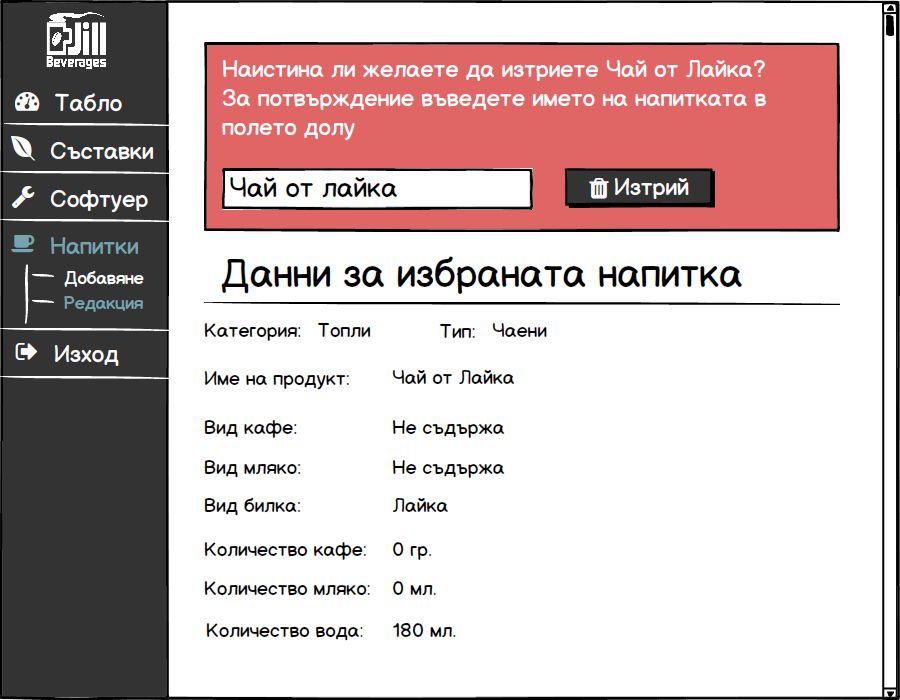 Jill
Beverages
Табло
Съставки
Софтуер
Напитки
Добавяне
Редакция
Изход
Наистина ли желаете да изтриете Чай от Лайка?
За потвърждение въведете името на напитката в
полето долу
Чай от лайка
Изтрий
Данни за избраната напитка
Категория: Топли Тип: Чаени
Име на продукт: Чай от Лайка
Вид кафе: Не съдържа
Вид мляко: Не съдържа
Вид билка: Лайка
Количество кафе: 0 гр.
Количество мляко: 0 мл.
Количество вода: 180 мл.